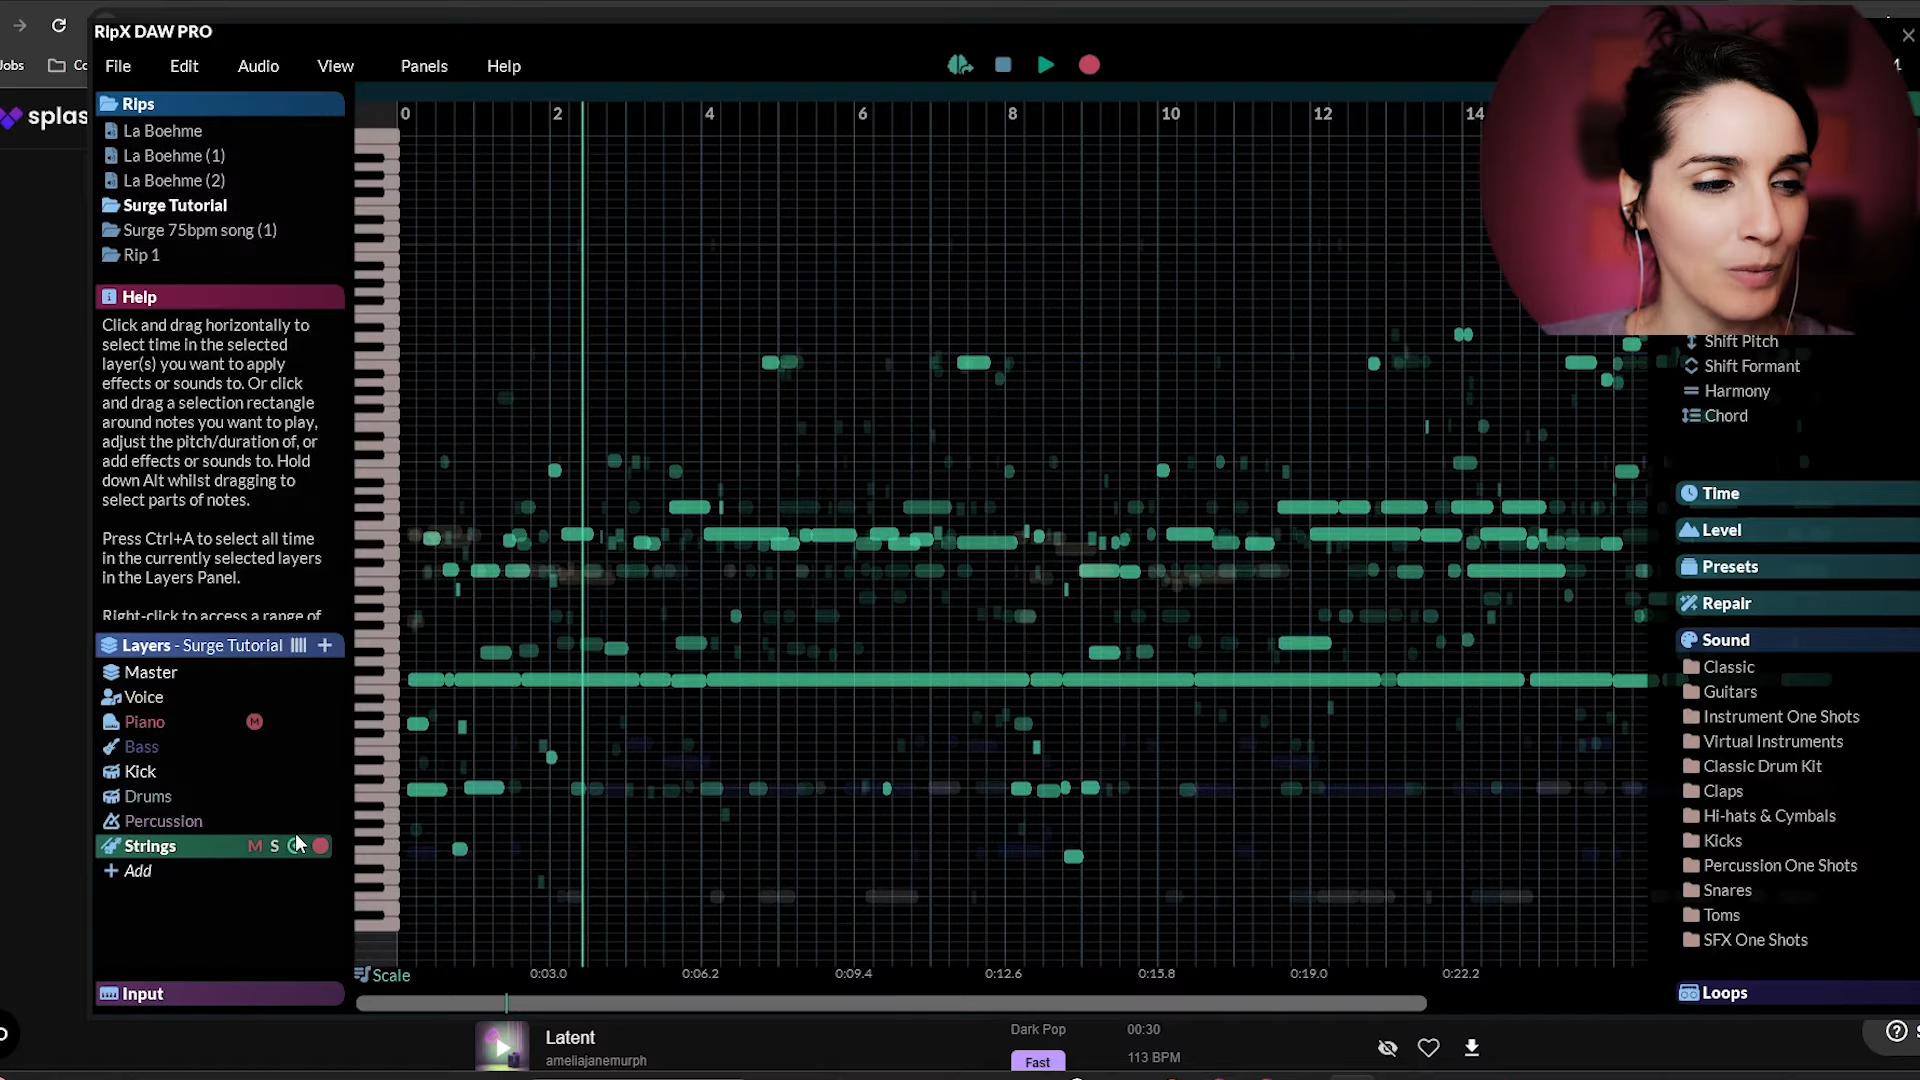 RipX DAW PRO
File Edit Audio View Panels Help
Jobs
splas
Rips
La Boehme
La Boehme (1)
La Boehme (2)
Surge Tutorial
Surge 75bpm song (1)
Rip 1
Help
Click and drag horizontally to
select time in the selected
layer(s) you want to apply
effects or sounds to. Or click
and drag a selection rectangle
around notes you want to play,
adjust the pitch/duration of, or
add effects or sounds to. Hold
down Alt whilst dragging to
select parts of notes.
Press Ctrl+A to select all time
in the currently selected layers
in the Layers Panel.
Right-click to access a range of
Layers - Surge Tutorial
Master
Voice
Piano M
Bass
Kick
Drums
Percussion
Strings M S
Add
Input
0 2 4 6 8 10 12 14
Scale 0:03.0 0:06.2 0:09.4 0:12.6 0:15.8 0:19.0 0:22.2
Shift Pitch
Shift Formant
Harmony
Chord
Time
Level
Presets
Repair
Sound
Classic
Guitars
Instrument One Shots
Virtual Instruments
Classic Drum Kit
Claps
Hi-hats & Cymbals
Kicks
Percussion One Shots
Snares
Toms
SFX One Shots
Loops
Latent
ameliajanemurph
Dark Pop
Fast
00:30
113 BPM